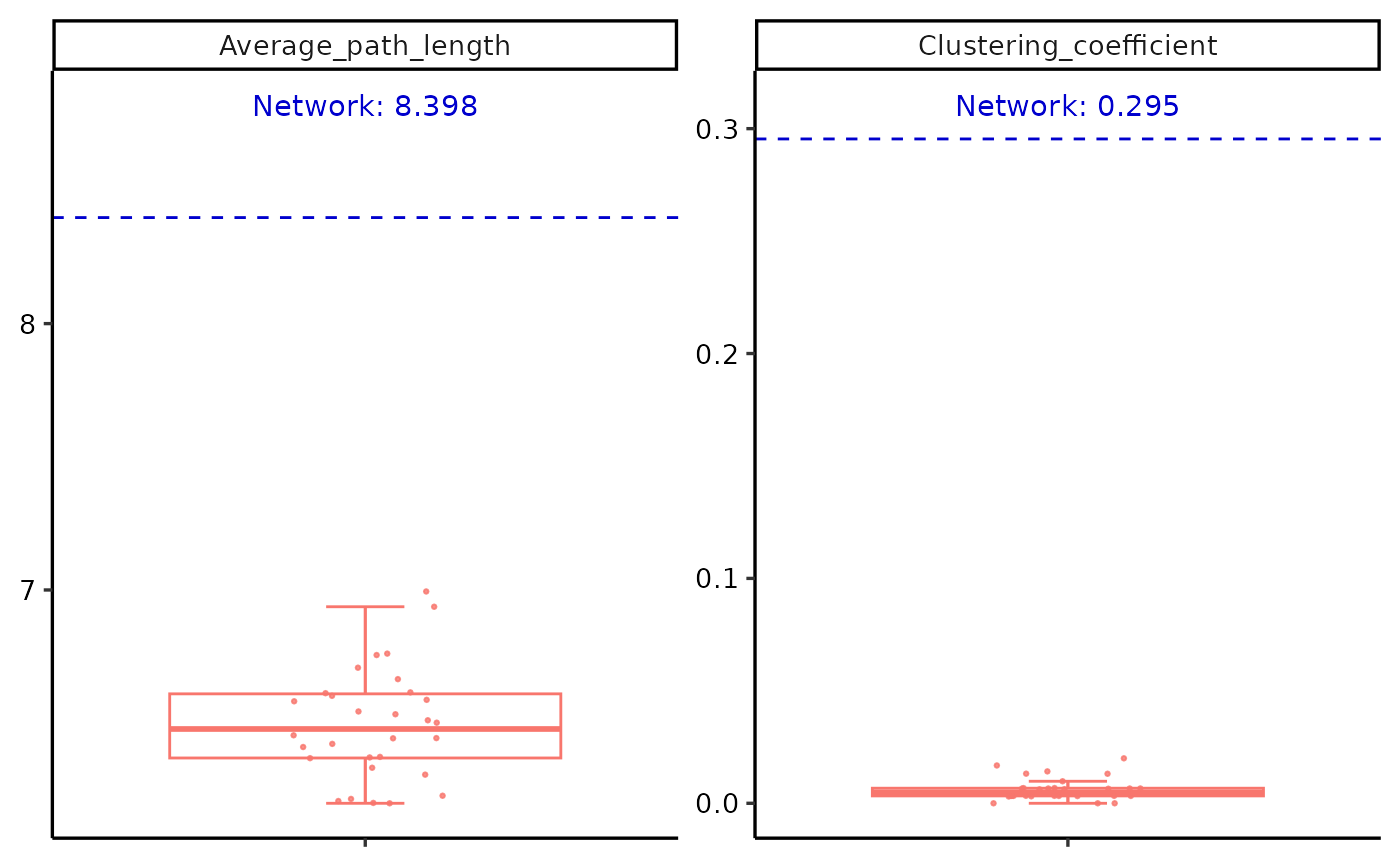 Average_path_length
Network: 8.398
8
7
Clustering_coefficient
Network: 0.295
0.3
0.2
0.1
0.0